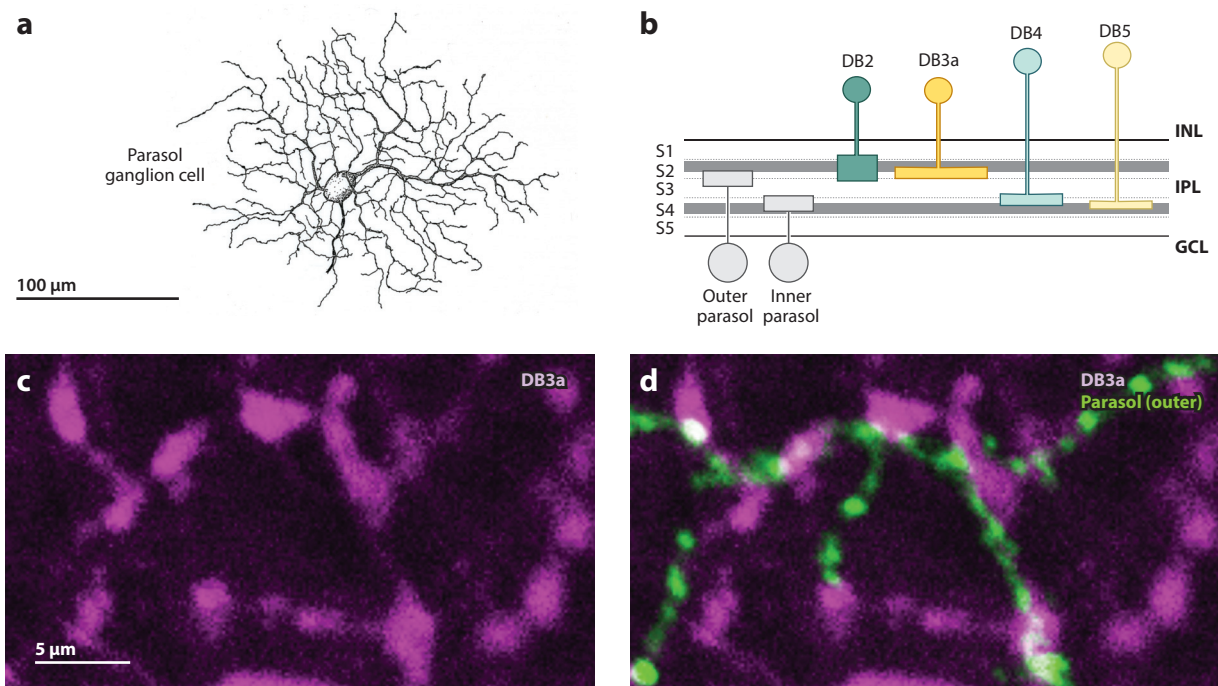 a
Parasol
ganglion cell
100 μm
b
DB2
DB3a
DB4
DB5
INL
S1
S2
S3
IPL
S4
S5
GCL
Outer
parasol
Inner
parasol
c
DB3a
5 μm
d
DB3a
Parasol (outer)